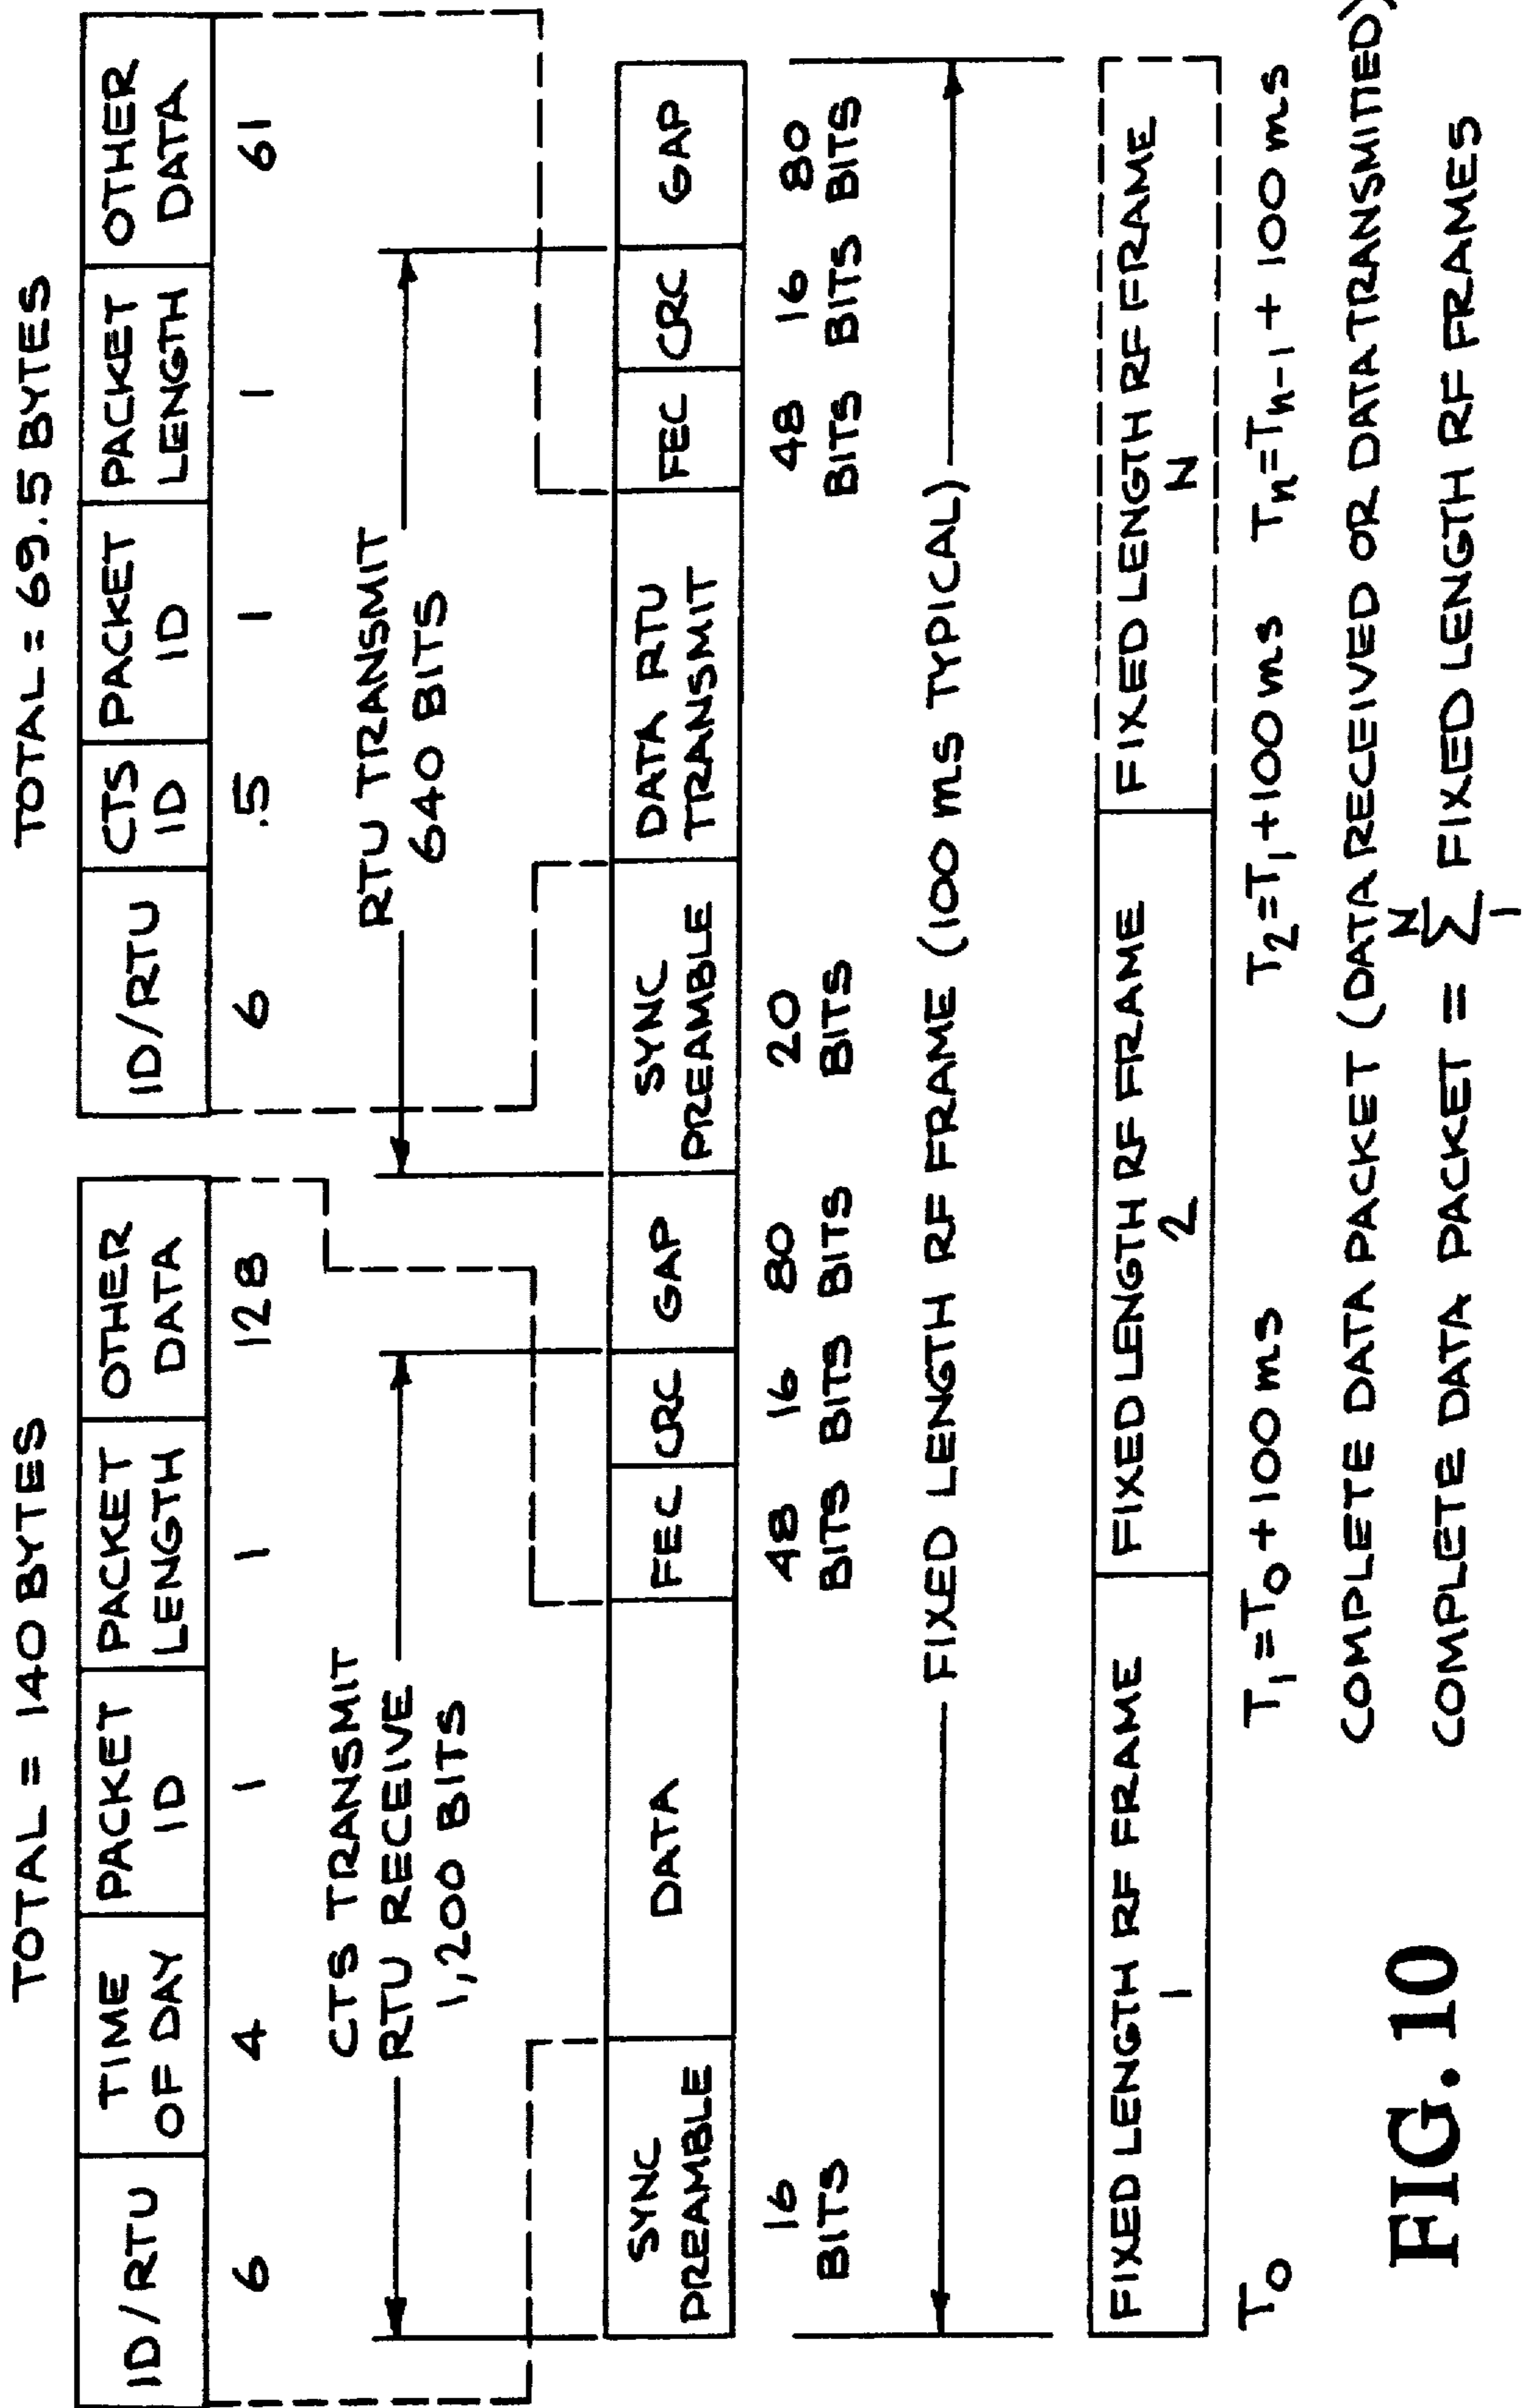 TOTAL = 140 BYTES
ID/RTU
TIME OF DAY
PACKET ID
PACKET LENGTH
OTHER DATA
6 4 1 1 128
TOTAL = 69.5 BYTES
ID/RTU
CTS ID
PACKET ID
PACKET LENGTH
OTHER DATA
6 .5 1 1 61
CTS TRANSMIT
RTU RECEIVE
1,200 BITS
RTU TRANSMIT
640 BITS
SYNC PREAMBLE
DATA
FEC
CRC
GAP
SYNC PREAMBLE
DATA RTU TRANSMIT
FEC
CRC
GAP
16 BITS
48 BITS
16 BITS
80 BITS
20 BITS
48 BITS
16 BITS
80 BITS
FIXED LENGTH RF FRAME (100 ms TYPICAL)
FIXED LENGTH RF FRAME 1
FIXED LENGTH RF FRAME 2
FIXED LENGTH RF FRAME N
T0 T1=T0+100ms T2=T1+100ms Tn=Tn-1+100ms
COMPLETE DATA PACKET (DATA RECEIVED OR DATA TRANSMITTED)
COMPLETE DATA PACKET = N∑1 FIXED LENGTH RF FRAMES
FIG. 10